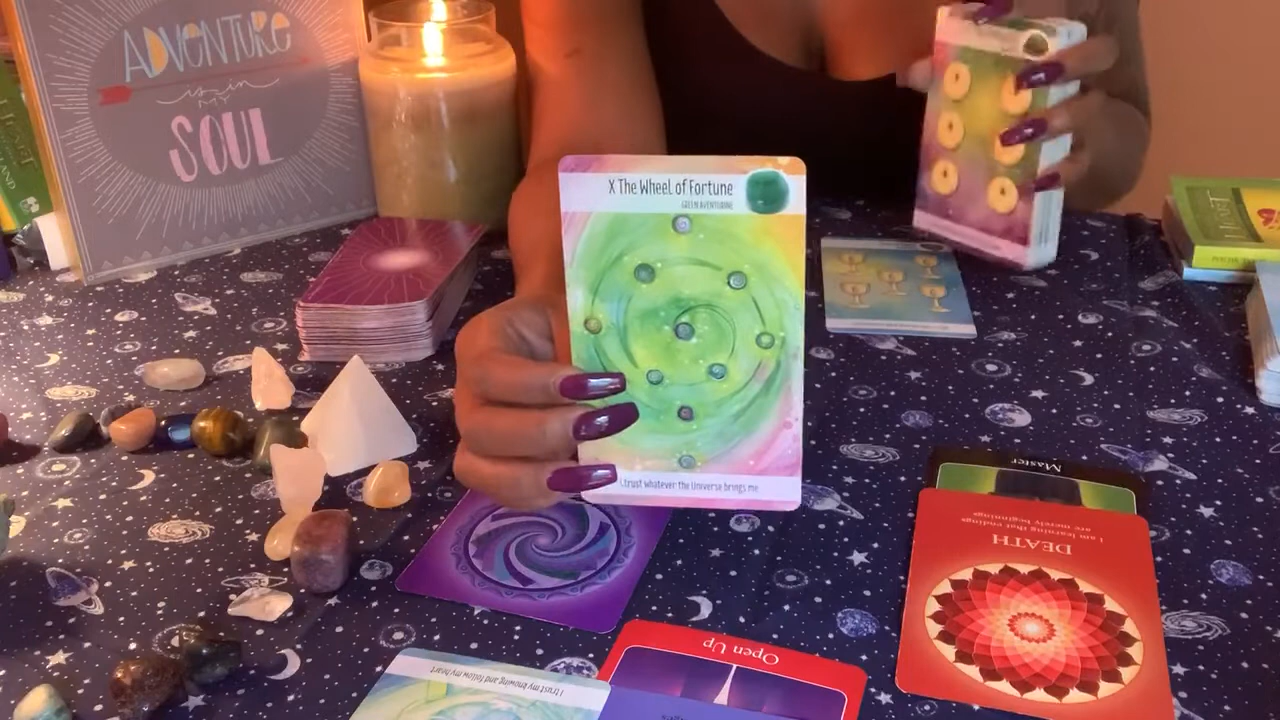 ADVENTURE
is in
MY
SOUL
X The Wheel of Fortune
GREEN AVENTURINE
I trust whatever the Universe brings me
Master
I am learning that endings
are merely beginnings
DEATH
Open Up
I trust my knowing and follow my heart
HEART